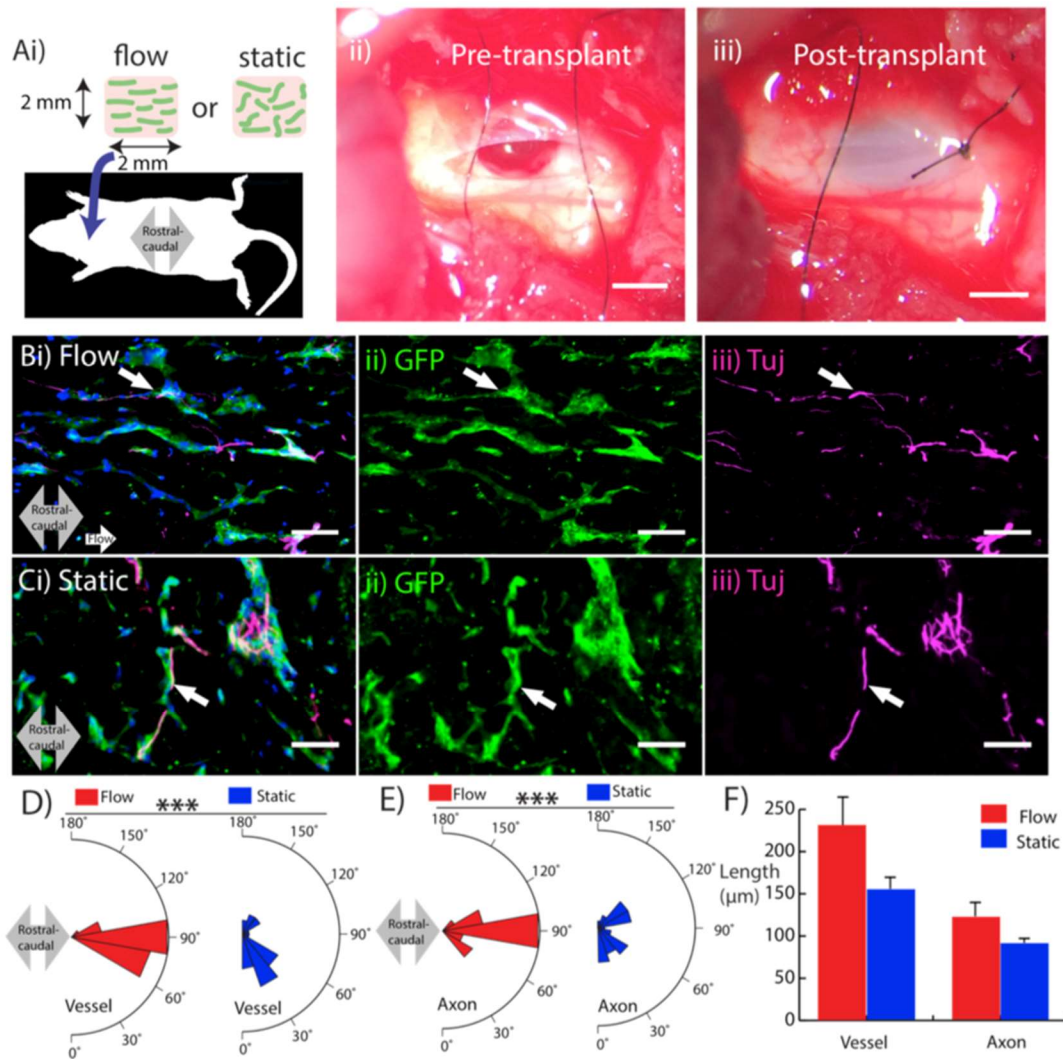 Ai)
flow
static
2 mm
or
2 mm
Rostral-
caudal
ii)
Pre-transplant
iii)
Post-transplant
Bi) Flow
Rostral-
caudal
Flow
ii) GFP
iii) Tuj
Ci) Static
Rostral-
caudal
ii) GFP
iii) Tuj
D)
Flow
***
Static
180°
150°
120°
90°
60°
30°
0°
Rostral-
caudal
Vessel
180°
150°
120°
90°
60°
30°
0°
Vessel
E)
Flow
***
Static
180°
150°
120°
90°
60°
30°
0°
Rostral-
caudal
Axon
180°
150°
120°
90°
60°
30°
0°
Axon
F)
Flow
Static
Length
(µm)
250
200
150
100
50
0
Vessel
Axon